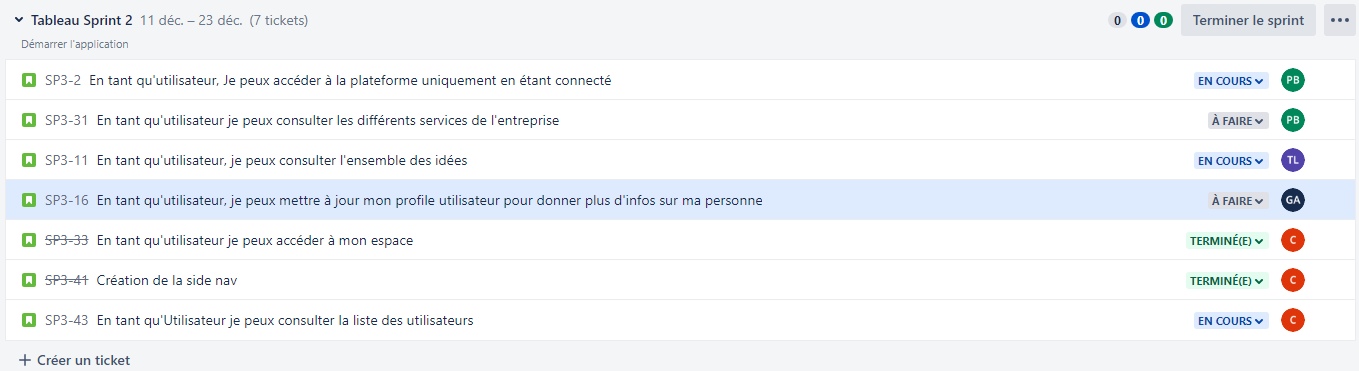 Tableau Sprint 2 11 déc. – 23 déc. (7 tickets) 0 0 0 Terminer le sprint
Démarrer l'application
SP3-2 En tant qu'utilisateur, Je peux accéder à la plateforme uniquement en étant connecté EN COURS PB
SP3-31 En tant qu'utilisateur je peux consulter les différents services de l'entreprise À FAIRE PB
SP3-11 En tant qu'utilisateur, je peux consulter l'ensemble des idées EN COURS TL
SP3-16 En tant qu'utilisateur, je peux mettre à jour mon profile utilisateur pour donner plus d'infos sur ma personne À FAIRE GA
SP3-33 En tant qu'utilisateur je peux accéder à mon espace TERMINÉ(E) C
SP3-41 Création de la side nav TERMINÉ(E) C
SP3-43 En tant qu'Utilisateur je peux consulter la liste des utilisateurs EN COURS C
Créer un ticket